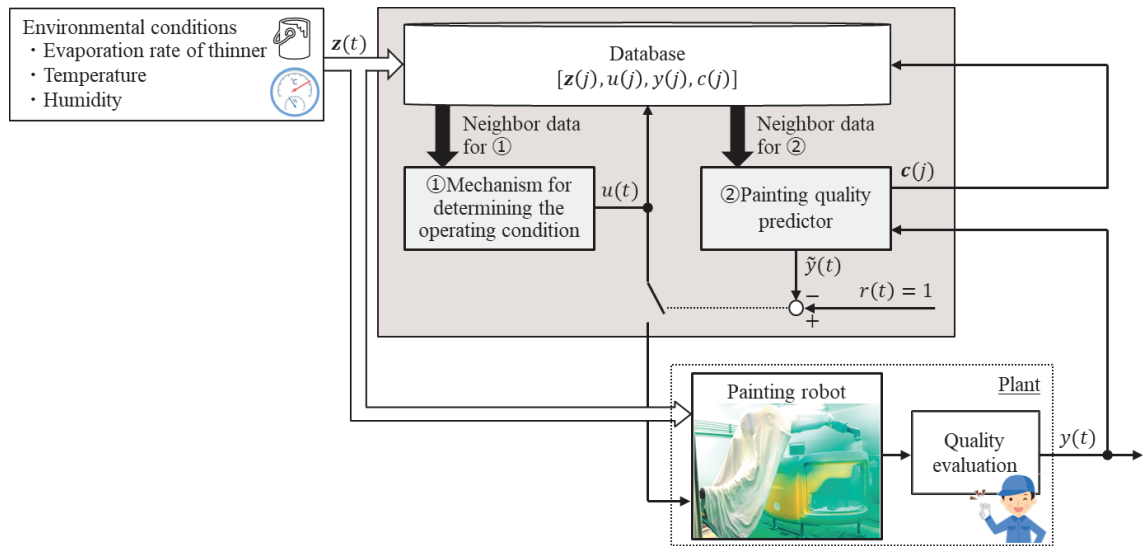 Environmental conditions
・Evaporation rate of thinner
・Temperature
・Humidity
z(t)
Database
[z(j), u(j), y(j), c(j)]
Neighbor data
for ①
Neighbor data
for ②
①Mechanism for
determining the
operating condition
u(t)
②Painting quality
predictor
c(j)
ỹ(t)
−
+
r(t) = 1
Plant
Painting robot
Quality
evaluation
y(t)